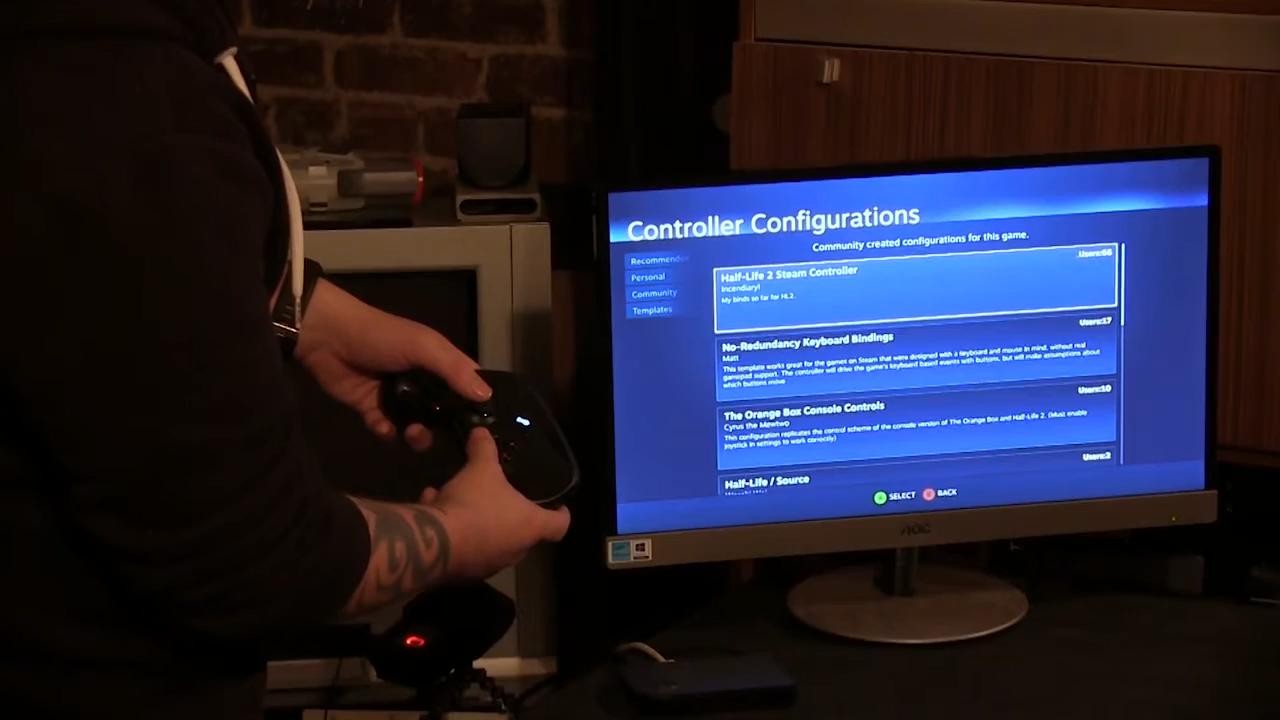 Controller Configurations
Community created configurations for this game.
Recommended
Personal
Community
Templates
Half-Life 2 Steam Controller
Users:66
Incendiary!
My binds so far for HL2.
No-Redundancy Keyboard Bindings
Users:17
Matt
This template works great for the games on Steam that were designed with a keyboard and mouse in mind, without real
gamepad support. The controller will drive the game's keyboard based events with buttons, but will make assumptions about
which buttons move
The Orange Box Console Controls
Users:10
Cyrus the Mewtwo
This configuration replicates the control scheme of the console version of The Orange Box and Half-Life 2. (Must enable
joystick in settings to work correctly)
Half-Life / Source
Users:2
SELECT
BACK
AOC